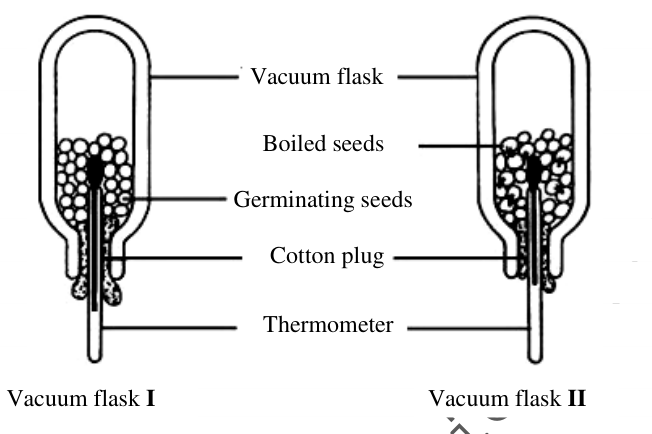 Vacuum flask
Boiled seeds
Germinating seeds
Cotton plug
Thermometer
Vacuum flask I
Vacuum flask II